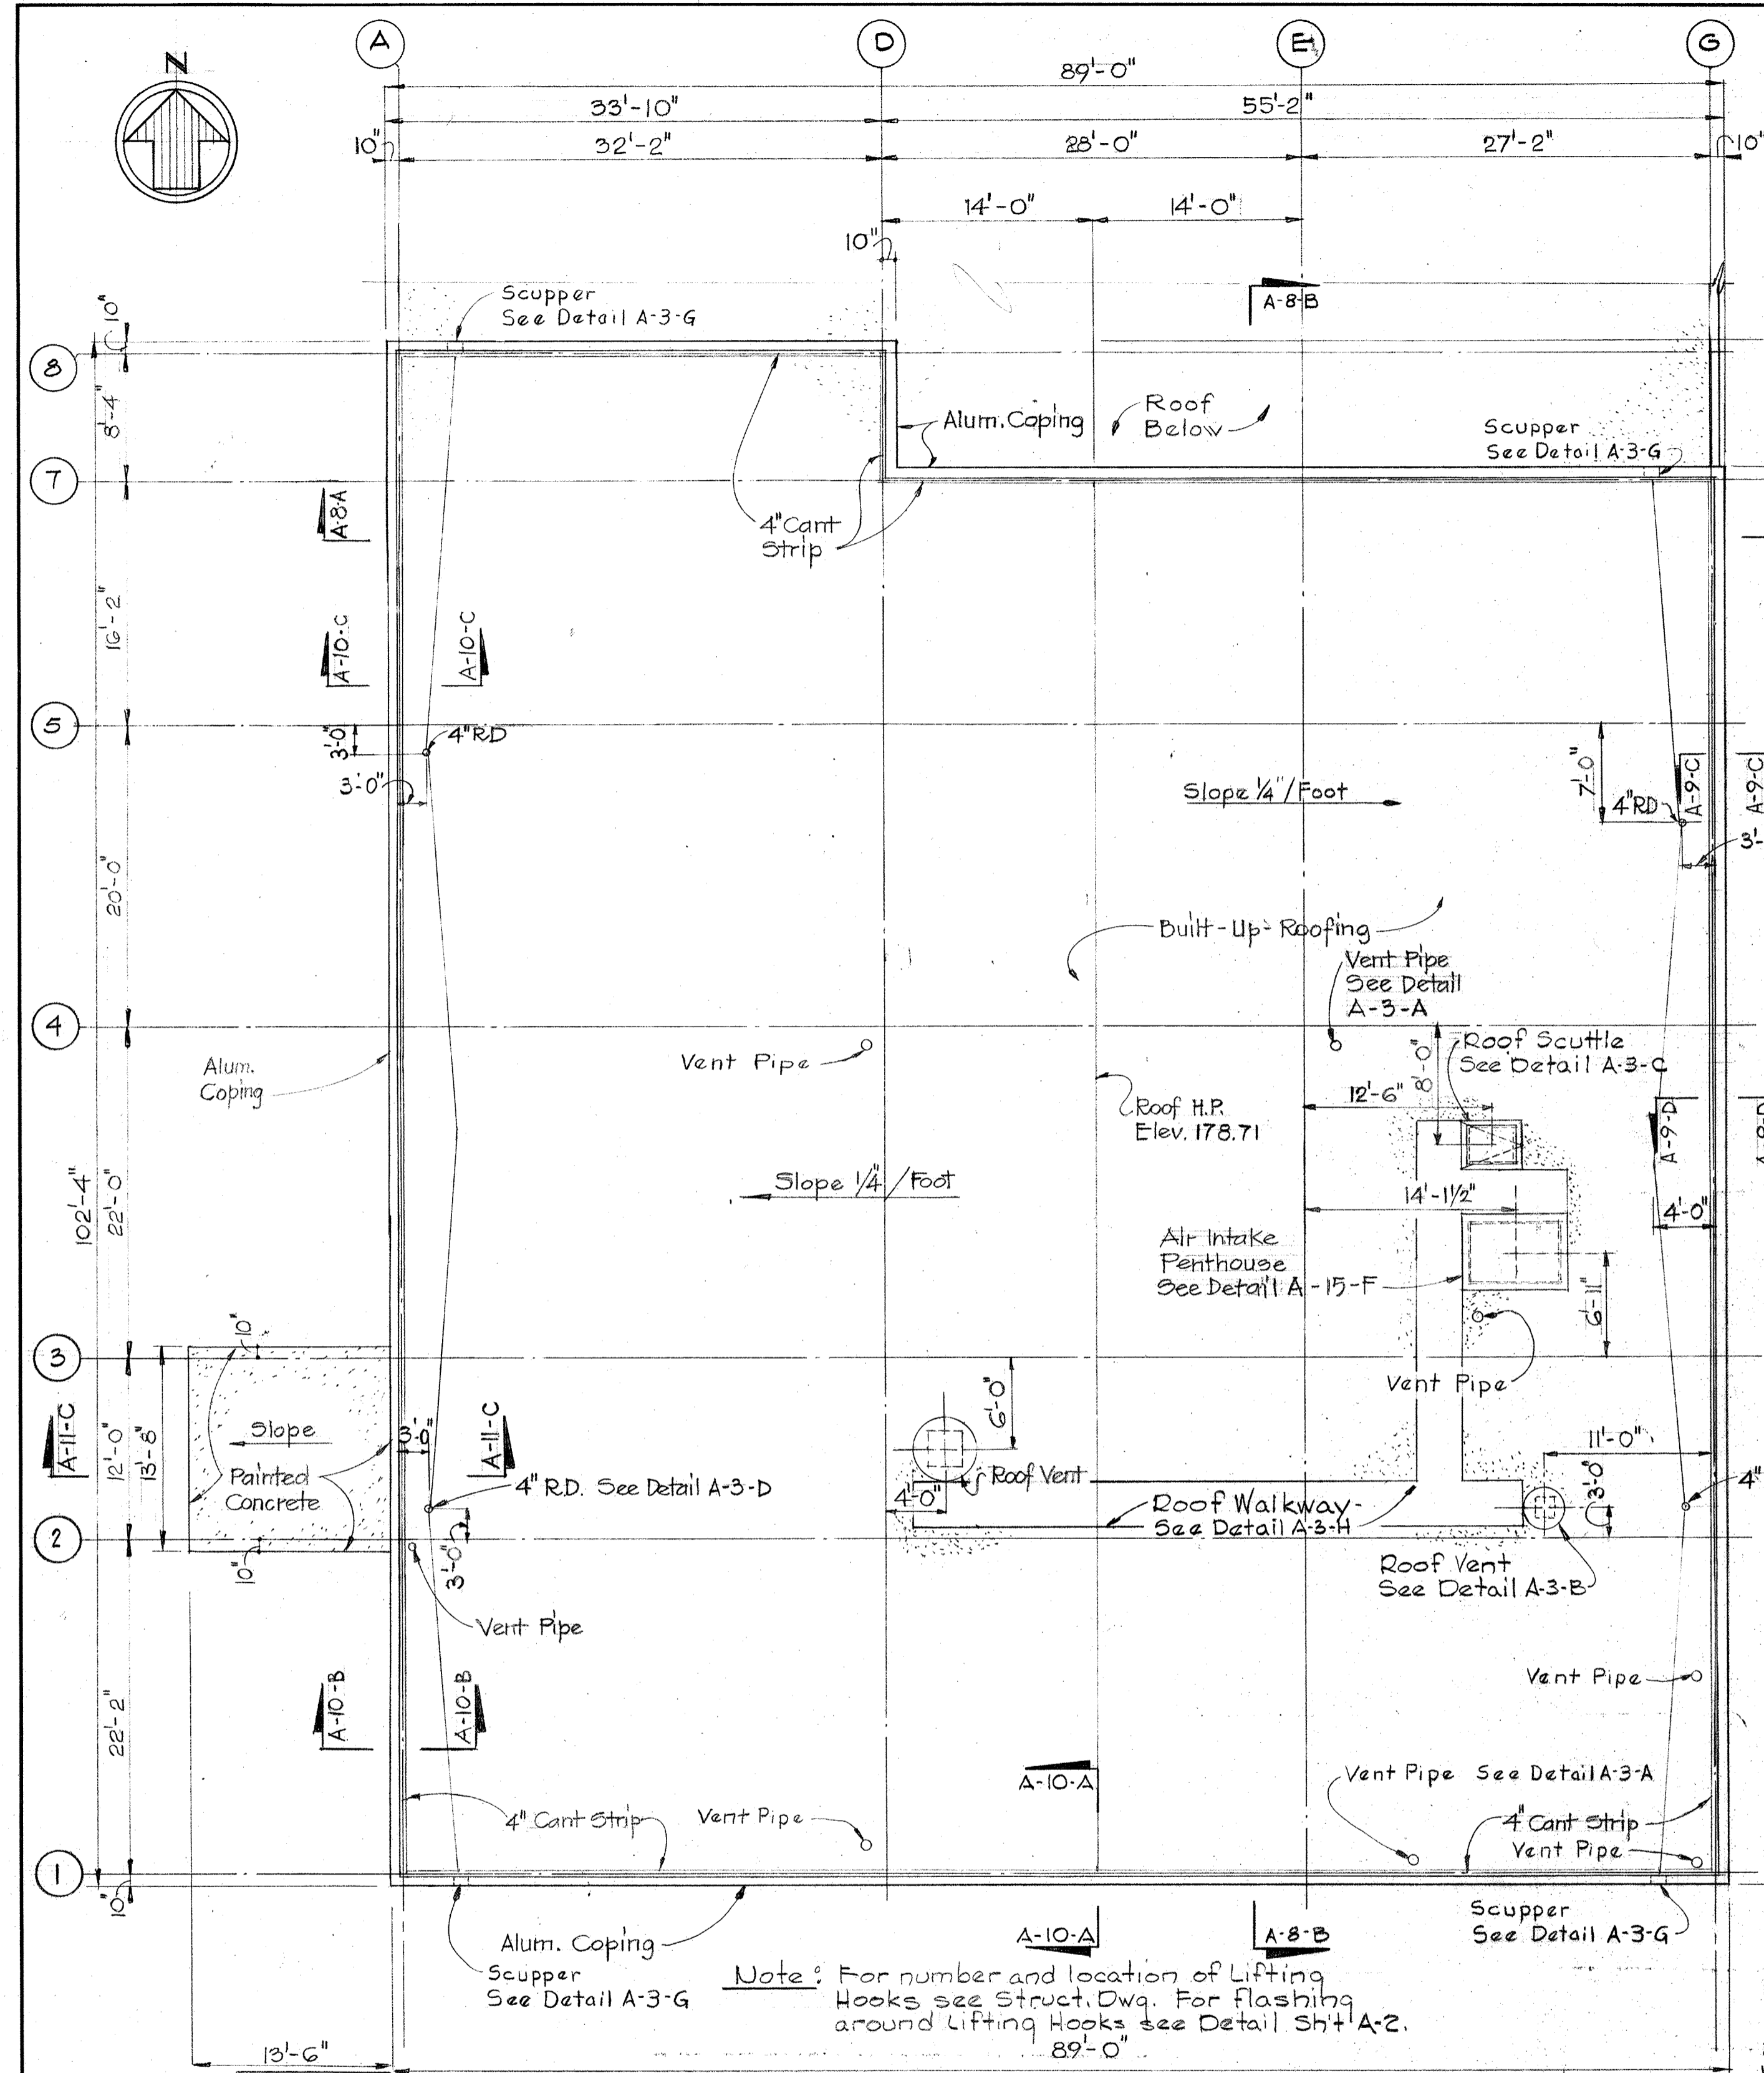 A
D
E
G
N
89'-0"
33'-10"
55'-2"
10"
32'-2"
28'-0"
27'-2"
10"
14'-0"
14'-0"
10"
A-8-B
Scupper
See Detail A-3-G
10"
8
8'-4"
Alum. Coping
Roof
Below
Scupper
See Detail A-3-G
7
A-8-A
4" Cant
Strip
16'-2"
A-10-C
A-10-C
5
3'-0"
4" RD
3'-0"
7'-0"
A-9-C
A-9-C
Slope 1/4" / Foot
4" RD
3'-
20'-0"
Built-Up-Roofing
Vent Pipe
See Detail
A-3-A
4
Vent Pipe
8'-0"
Roof Scuttle
See Detail A-3-C
Alum.
Coping
12'-6"
Roof H.P.
Elev. 178.71
A-9-D
102'-4"
22'-0"
Slope 1/4" / Foot
14'-1 1/2"
4'-0"
Air Intake
Penthouse
See Detail A-15-F
6'-11"
10"
3
Vent Pipe
6'-0"
A-11-C
12'-0"
13'-8"
Slope
3'-0"
A-11-C
11'-0"
Painted
Concrete
4" R.D. See Detail A-3-D
4'-0"
Roof Vent
Roof Walkway-
See Detail A-3-H
3'-0"
4"
2
10"
3'-0"
Roof Vent
See Detail A-3-B
Vent Pipe
A-10-B
A-10-B
22'-2"
Vent Pipe
A-10-A
Vent Pipe See Detail A-3-A
4" Cant Strip
Vent Pipe
4" Cant Strip
Vent Pipe
1
10"
Alum. Coping
A-10-A
A-8-B
Scupper
See Detail A-3-G
Scupper
See Detail A-3-G
Note: For number and location of Lifting
Hooks see Struct. Dwg. For flashing
around Lifting Hooks see Detail Sh't A-2.
13'-6"
89'-0"